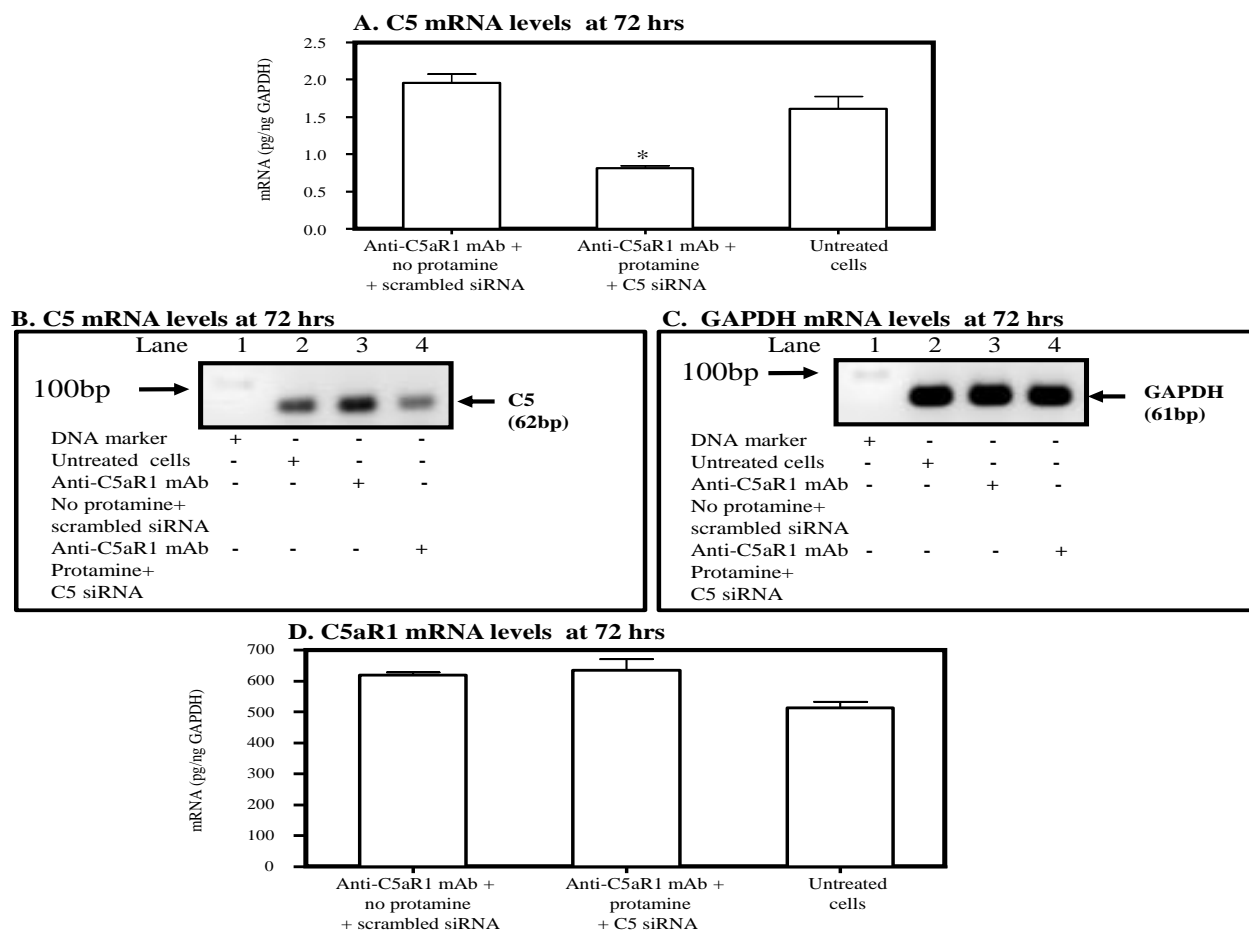 A. C5 mRNA levels at 72 hrs
mRNA (pg/ng GAPDH)
2.5
2.0
1.5
1.0
0.5
0.0
*
Anti-C5aR1 mAb +
no protamine
+ scrambled siRNA
Anti-C5aR1 mAb +
protamine
+ C5 siRNA
Untreated
cells
B. C5 mRNA levels at 72 hrs
Lane 1 2 3 4
100bp
C5
(62bp)
DNA marker + - - -
Untreated cells - + - -
Anti-C5aR1 mAb - - + -
No protamine+
scrambled siRNA
Anti-C5aR1 mAb - - - +
Protamine+
C5 siRNA
C. GAPDH mRNA levels at 72 hrs
Lane 1 2 3 4
100bp
GAPDH
(61bp)
DNA marker + - - -
Untreated cells - + - -
Anti-C5aR1 mAb - - + -
No protamine+
scrambled siRNA
Anti-C5aR1 mAb - - - +
Protamine+
C5 siRNA
D. C5aR1 mRNA levels at 72 hrs
mRNA (pg/ng GAPDH)
700
600
500
400
300
200
100
0
Anti-C5aR1 mAb +
no protamine
+ scrambled siRNA
Anti-C5aR1 mAb +
protamine
+ C5 siRNA
Untreated
cells